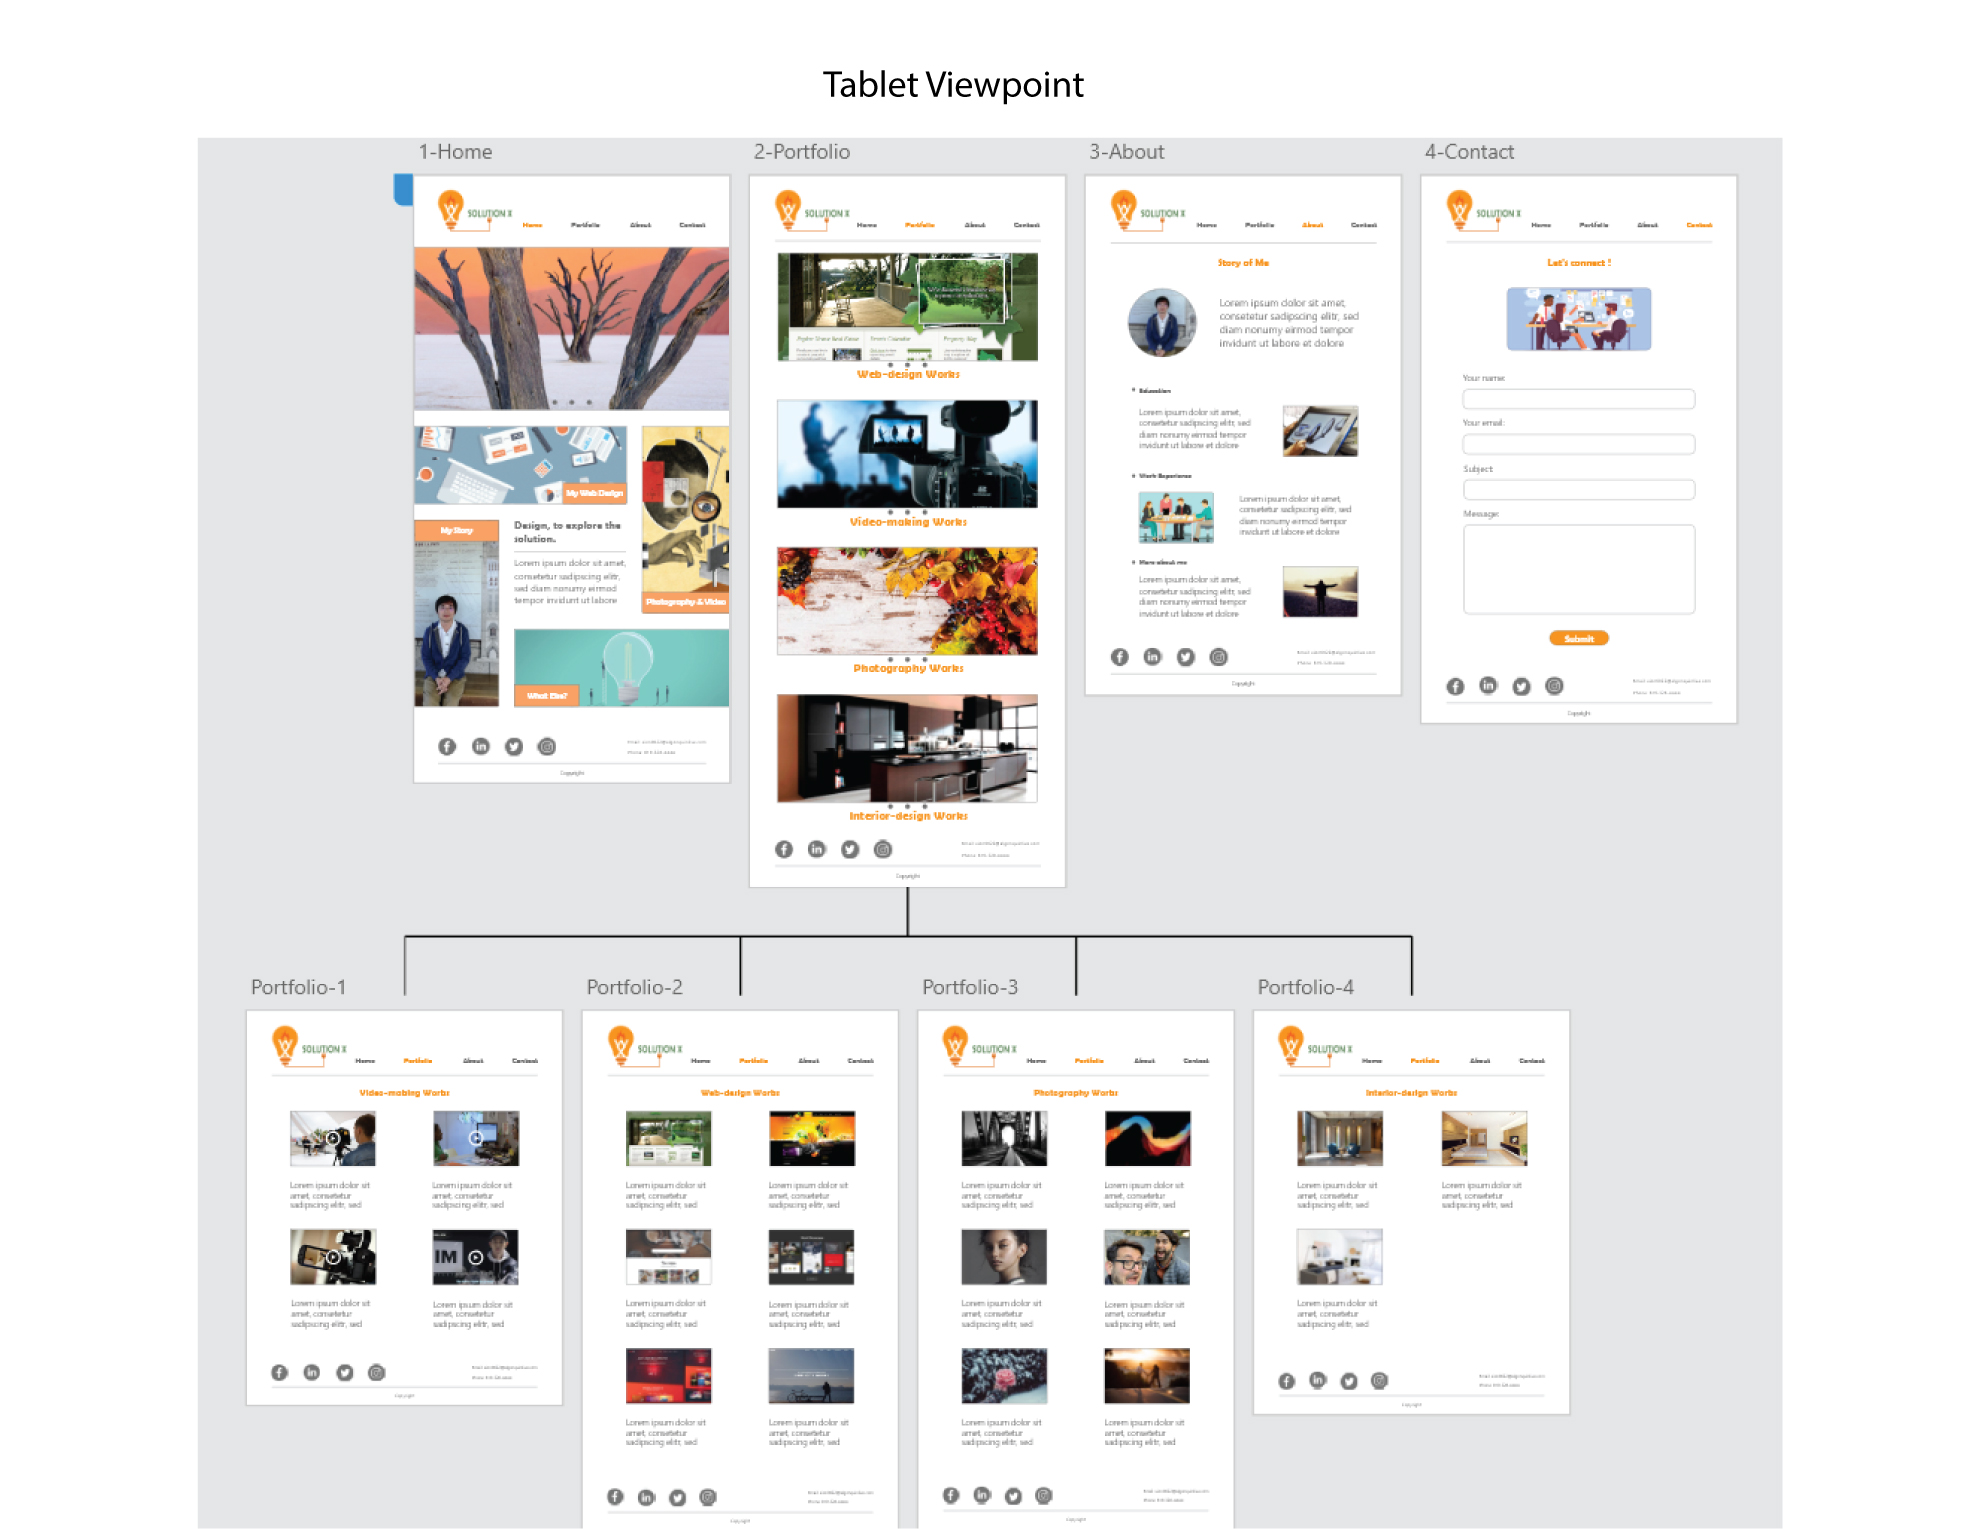 Tablet Viewpoint
1-Home
2-Portfolio
3-About
4-Contact
SOLUTION X
Home
Portfolio
About
Contact
My Web Design
My Story
Design, to explore the
solution.
Lorem ipsum dolor sit amet,
consetetur sadipscing elitr,
sed diam nonumy eirmod
tempor invidunt ut labore
Photography & Video
What Else?
Copyright
SOLUTION X
Home
Portfolio
About
Contact
Web-design Works
Video-making Works
Photography Works
Interior-design Works
Copyright
SOLUTION X
Home
Portfolio
About
Contact
Story of Me
Lorem ipsum dolor sit amet,
consetetur sadipscing elitr, sed
diam nonumy eirmod tempor
invidunt ut labore et dolore
Education
Lorem ipsum dolor sit amet,
consetetur sadipscing elitr, sed
diam nonumy eirmod tempor
invidunt ut labore et dolore
Work Experience
Lorem ipsum dolor sit amet,
consetetur sadipscing elitr, sed
diam nonumy eirmod tempor
invidunt ut labore et dolore
More about me
Lorem ipsum dolor sit amet,
consetetur sadipscing elitr, sed
diam nonumy eirmod tempor
invidunt ut labore et dolore
Copyright
SOLUTION X
Home
Portfolio
About
Contact
Let's connect !
Your name:
Your email:
Subject
Message:
Submit
Copyright
Portfolio-1
Portfolio-2
Portfolio-3
Portfolio-4
SOLUTION X
Home
Portfolio
About
Contact
Video-making Works
Lorem ipsum dolor sit
amet, consetetur
sadipscing elitr, sed
Lorem ipsum dolor sit
amet, consetetur
sadipscing elitr, sed
IM
Lorem ipsum dolor sit
amet, consetetur
sadipscing elitr, sed
Lorem ipsum dolor sit
amet, consetetur
sadipscing elitr, sed
Copyright
SOLUTION X
Home
Portfolio
About
Contact
Web-design Works
Lorem ipsum dolor sit
amet, consetetur
sadipscing elitr, sed
Lorem ipsum dolor sit
amet, consetetur
sadipscing elitr, sed
Lorem ipsum dolor sit
amet, consetetur
sadipscing elitr, sed
Lorem ipsum dolor sit
amet, consetetur
sadipscing elitr, sed
Lorem ipsum dolor sit
amet, consetetur
sadipscing elitr, sed
Lorem ipsum dolor sit
amet, consetetur
sadipscing elitr, sed
Copyright
SOLUTION X
Home
Portfolio
About
Contact
Photography Works
Lorem ipsum dolor sit
amet, consetetur
sadipscing elitr, sed
Lorem ipsum dolor sit
amet, consetetur
sadipscing elitr, sed
Lorem ipsum dolor sit
amet, consetetur
sadipscing elitr, sed
Lorem ipsum dolor sit
amet, consetetur
sadipscing elitr, sed
Lorem ipsum dolor sit
amet, consetetur
sadipscing elitr, sed
Lorem ipsum dolor sit
amet, consetetur
sadipscing elitr, sed
Copyright
SOLUTION X
Home
Portfolio
About
Contact
Interior-design Works
Lorem ipsum dolor sit
amet, consetetur
sadipscing elitr, sed
Lorem ipsum dolor sit
amet, consetetur
sadipscing elitr, sed
Lorem ipsum dolor sit
amet, consetetur
sadipscing elitr, sed
Copyright